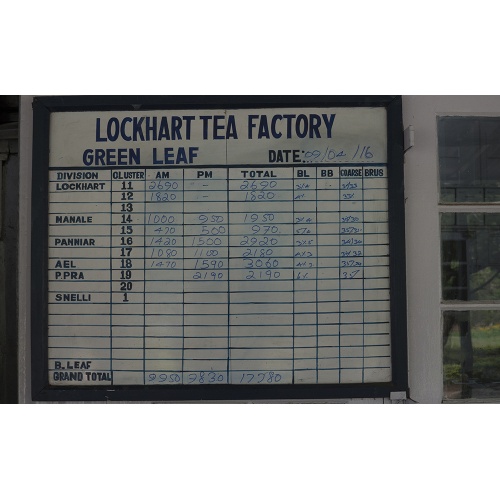 LOCKHART TEA FACTORY
GREEN LEAF DATE: 09/04/16
DIVISION CLUSTER AM PM TOTAL BL BB COARSE BRUS
LOCKHART 11 2690 -- 2690
12 1820 -- 1820
13
MANALE 14 1000 950 1950
15 470 500 970
PANNIAR 16 1420 1500 2920
17 1080 1100 2180
AEL 18 1470 1590 3060
P.PRA 19 2190 2190
20
SNELLI 1
B.LEAF
GRAND TOTAL 9950 9830 17780